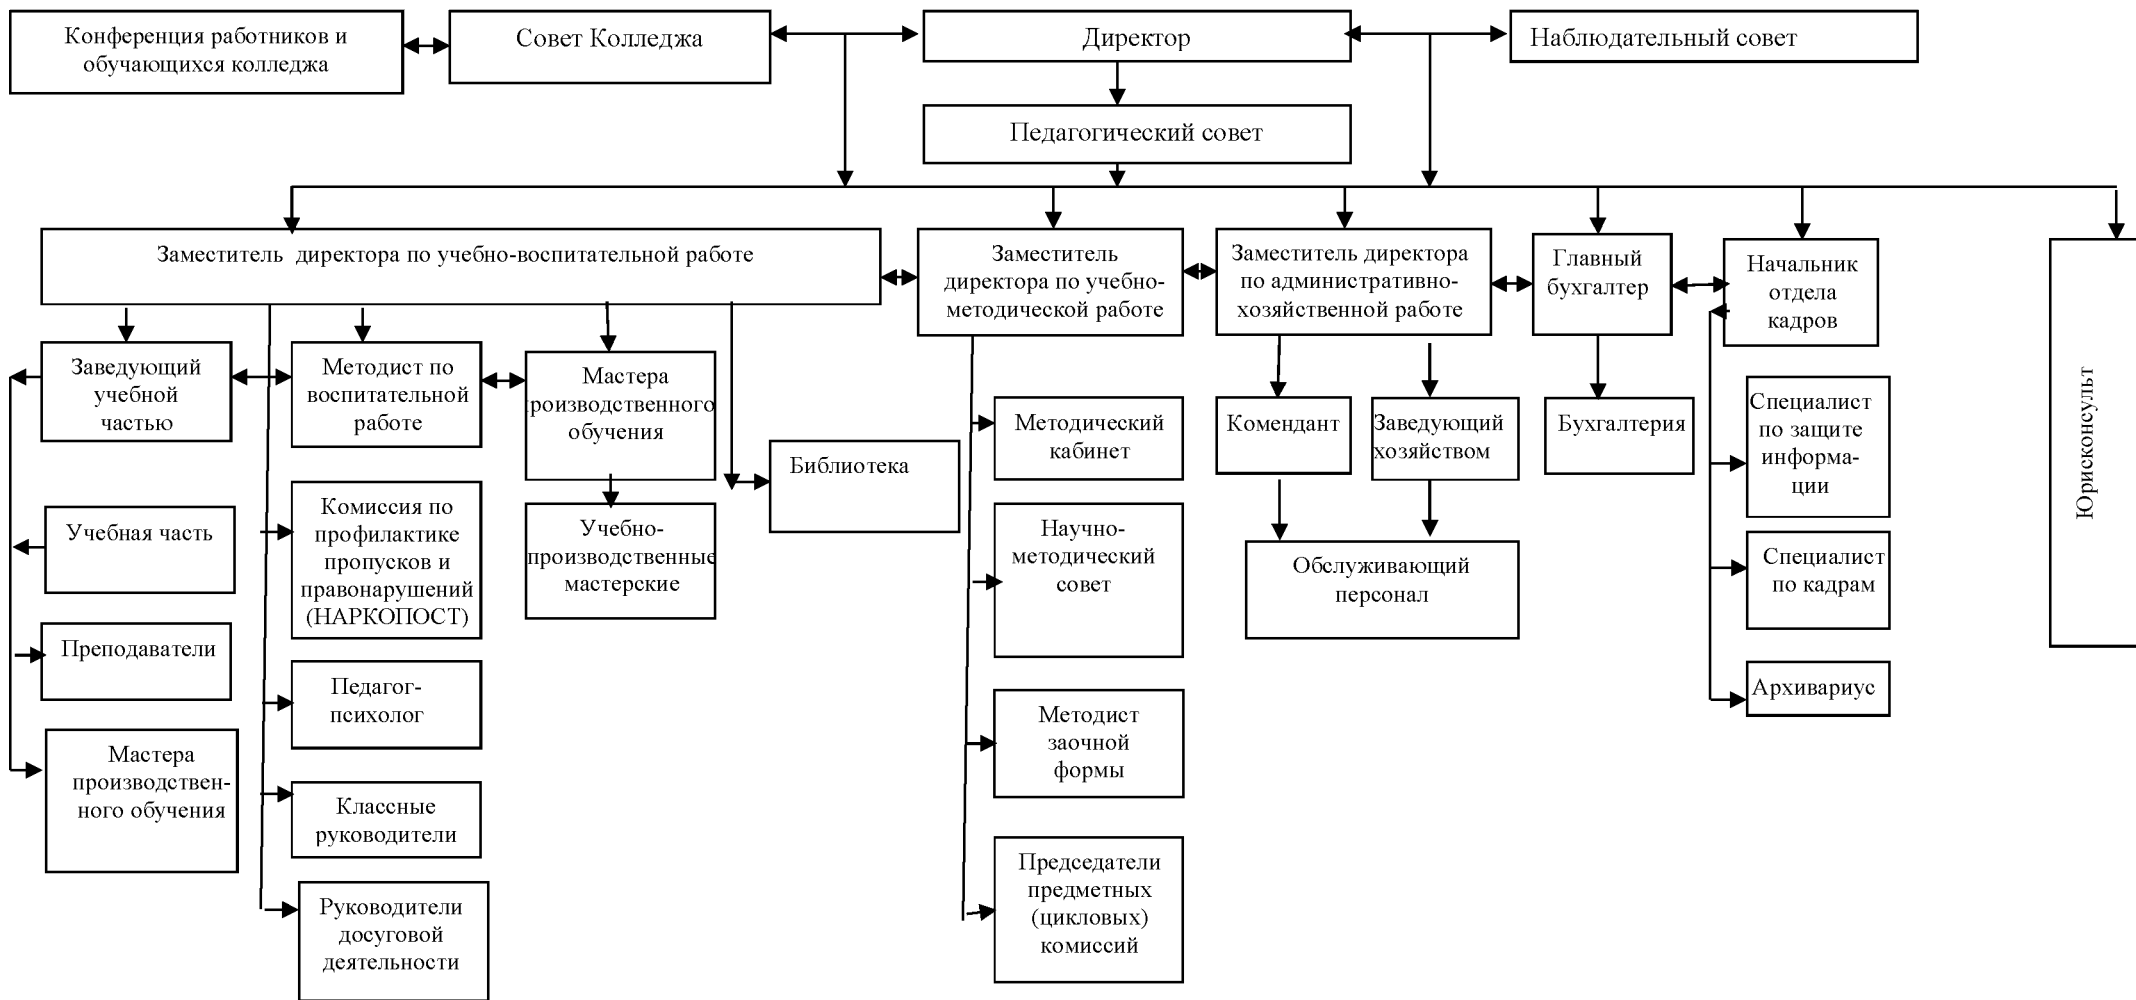 Конференция работников и
обучающихся колледжа
Совет Колледжа
Директор
Наблюдательный совет
Педагогический совет
Заместитель директора по учебно-воспитательной работе
Заместитель
директора по учебно-
методической работе
Заместитель директора
по административно-
хозяйственной работе
Главный
бухгалтер
Начальник
отдела
кадров
Юрисконсульт
Заведующий
учебной
частью
Методист по
воспитательной
работе
Мастера
роизводственного
обучения
Библиотека
Учебная часть
Преподаватели
Мастера
производствен-
ного обучения
Комиссия по
профилактике
пропусков и
правонарушений
(НАРКОПОСТ)
Педагог-
психолог
Классные
руководители
Руководители
досуговой
деятельности
Учебно-
производственные
мастерские
Методический
кабинет
Научно-
методический
совет
Методист
заочной
формы
Председатели
предметных
(цикловых)
комиссий
Комендант
Заведующий
хозяйством
Обслуживающий
персонал
Бухгалтерия
Специалист
по защите
информа-
ции
Специалист
по кадрам
Архивариус